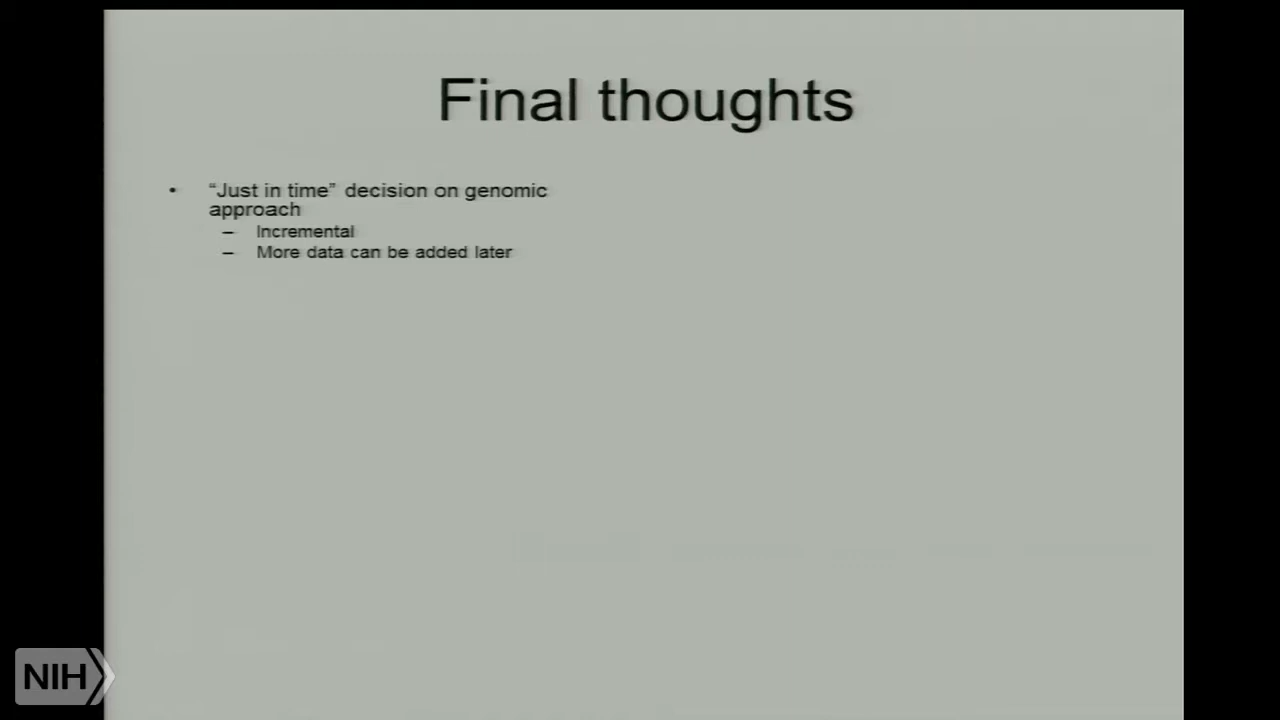 Final thoughts
• “Just in time” decision on genomic
approach
– Incremental
– More data can be added later
NIH